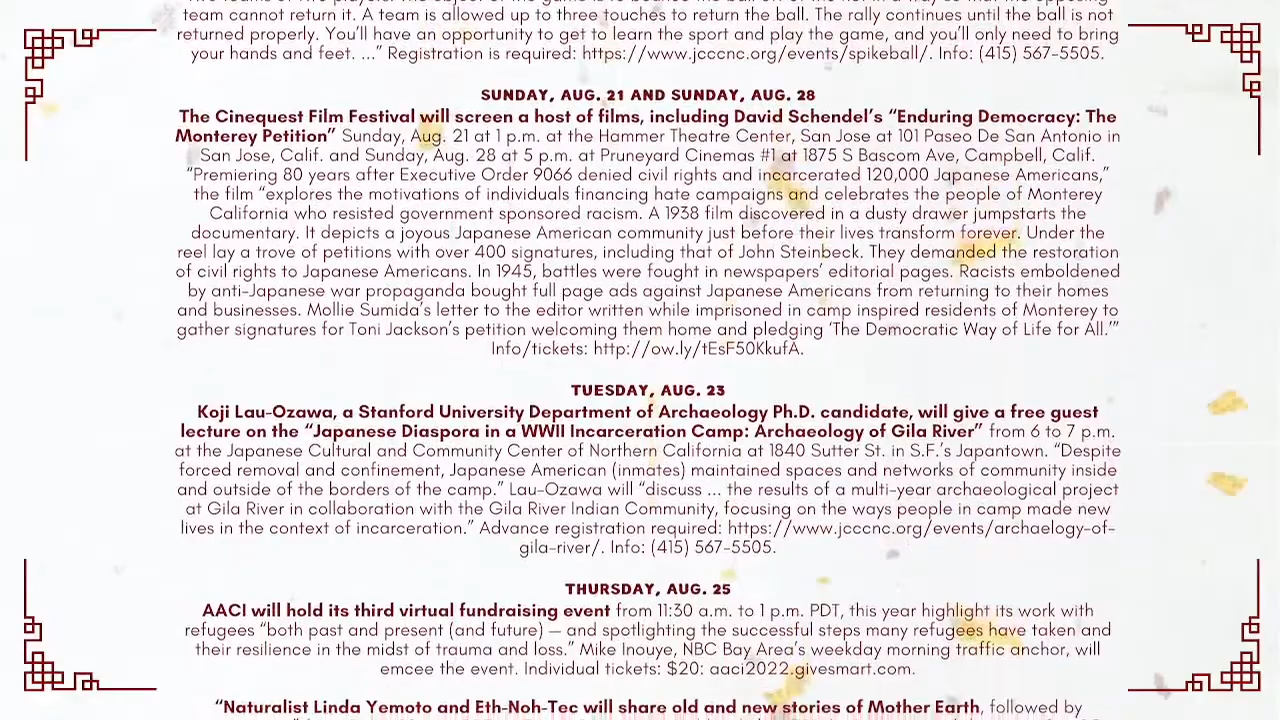 team cannot return it. A team is allowed up to three touches to return the ball. The rally continues until the ball is not
returned properly. You'll have an opportunity to get to learn the sport and play the game, and you'll only need to bring
your hands and feet. ..." Registration is required: https://www.jcccnc.org/events/spikeball/. Info: (415) 567-5505.
SUNDAY, AUG. 21 AND SUNDAY, AUG. 28
The Cinequest Film Festival will screen a host of films, including David Schendel's "Enduring Democracy: The
Monterey Petition" Sunday, Aug. 21 at 1 p.m. at the Hammer Theatre Center, San Jose at 101 Paseo De San Antonio in
San Jose, Calif. and Sunday, Aug. 28 at 5 p.m. at Pruneyard Cinemas #1 at 1875 S Bascom Ave, Campbell, Calif.
"Premiering 80 years after Executive Order 9066 denied civil rights and incarcerated 120,000 Japanese Americans,"
the film "explores the motivations of individuals financing hate campaigns and celebrates the people of Monterey
California who resisted government sponsored racism. A 1938 film discovered in a dusty drawer jumpstarts the
documentary. It depicts a joyous Japanese American community just before their lives transform forever. Under the
reel lay a trove of petitions with over 400 signatures, including that of John Steinbeck. They demanded the restoration
of civil rights to Japanese Americans. In 1945, battles were fought in newspapers' editorial pages. Racists emboldened
by anti-Japanese war propaganda bought full page ads against Japanese Americans from returning to their homes
and businesses. Mollie Sumida's letter to the editor written while imprisoned in camp inspired residents of Monterey to
gather signatures for Toni Jackson's petition welcoming them home and pledging 'The Democratic Way of Life for All.'"
Info/tickets: http://ow.ly/tEsF50KkufA.
TUESDAY, AUG. 23
Koji Lau-Ozawa, a Stanford University Department of Archaeology Ph.D. candidate, will give a free guest
lecture on the "Japanese Diaspora in a WWII Incarceration Camp: Archaeology of Gila River" from 6 to 7 p.m.
at the Japanese Cultural and Community Center of Northern California at 1840 Sutter St. in S.F.'s Japantown. "Despite
forced removal and confinement, Japanese American (inmates) maintained spaces and networks of community inside
and outside of the borders of the camp." Lau-Ozawa will "discuss ... the results of a multi-year archaeological project
at Gila River in collaboration with the Gila River Indian Community, focusing on the ways people in camp made new
lives in the context of incarceration." Advance registration required: https://www.jcccnc.org/events/archaelogy-of-
gila-river/. Info: (415) 567-5505.
THURSDAY, AUG. 25
AACI will hold its third virtual fundraising event from 11:30 a.m. to 1 p.m. PDT, this year highlight its work with
refugees "both past and present (and future) — and spotlighting the successful steps many refugees have taken and
their resilience in the midst of trauma and loss." Mike Inouye, NBC Bay Area's weekday morning traffic anchor, will
emcee the event. Individual tickets: $20: aaci2022.givesmart.com.
"Naturalist Linda Yemoto and Eth-Noh-Tec will share old and new stories of Mother Earth, followed by